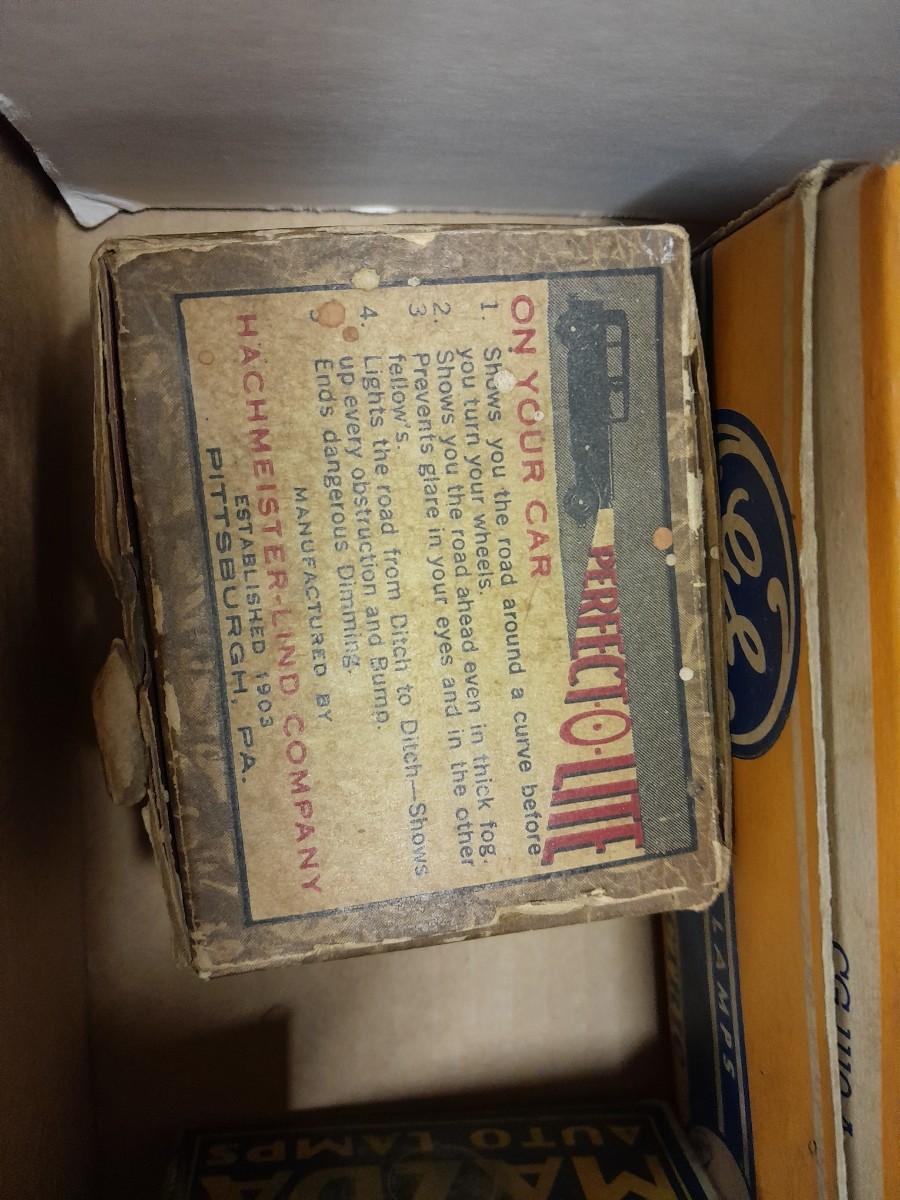 PERFECT-O-LITE
ON YOUR CAR
1. Shows you the road around a curve before
you turn your wheels.
2. Shows you the road ahead even in thick fog.
3 Prevents glare in your eyes and in the other
fellow's.
4. Lights the road from Ditch to Ditch—Shows
up every obstruction and Bump.
Ends dangerous Dimming.
MANUFACTURED BY
HACHMEISTER-LIND COMPANY
ESTABLISHED 1903
PITTSBURGH, PA.
LAMPS
MAZDA
AUTO LAMPS